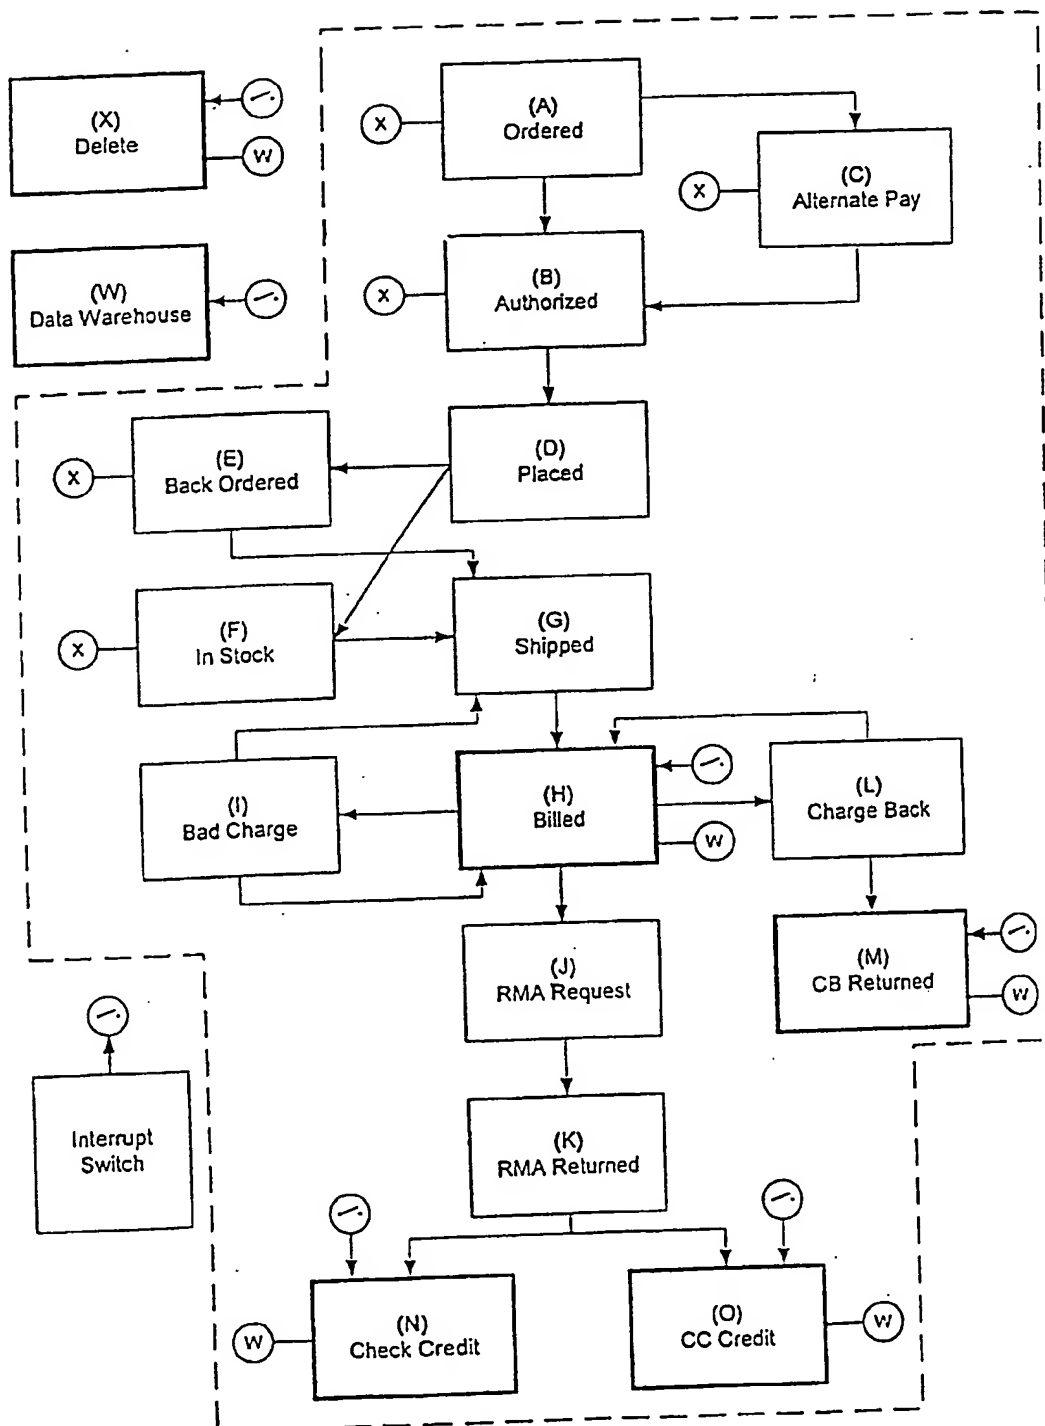 (A)
Ordered
X
(X)
Delete
W
(C)
Alternate Pay
X
(B)
Authorized
X
(W)
Data Warehouse
(D)
Placed
(E)
Back Ordered
X
(G)
Shipped
(F)
In Stock
X
(H)
Billed
W
(L)
Charge Back
(I)
Bad Charge
(J)
RMA Request
(M)
CB Returned
W
Interrupt
Switch
(K)
RMA Returned
(N)
Check Credit
W
(O)
CC Credit
W